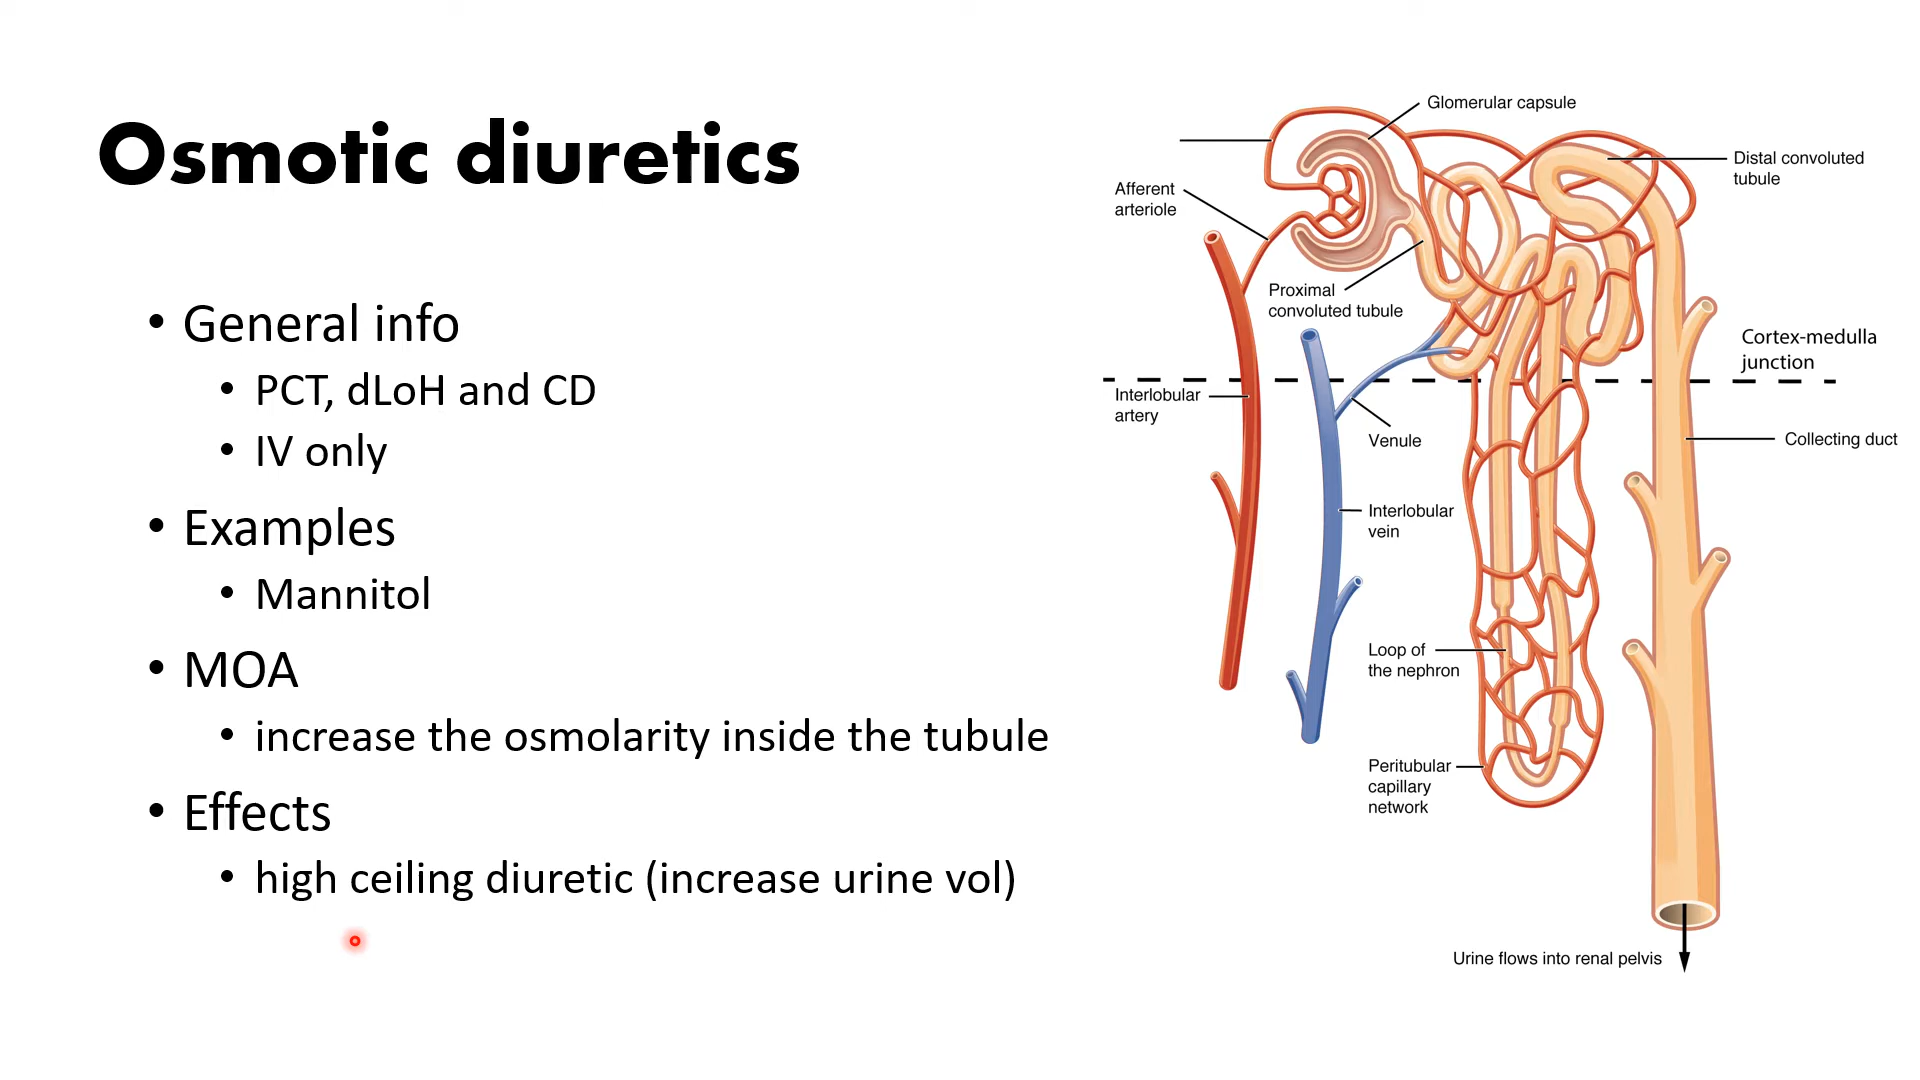 Osmotic diuretics
• General info
• PCT, dLoH and CD
• IV only
• Examples
• Mannitol
• MOA
• increase the osmolarity inside the tubule
• Effects
• high ceiling diuretic (increase urine vol)
Glomerular capsule
Distal convoluted
tubule
Afferent
arteriole
Proximal
convoluted tubule
Cortex-medulla
junction
Interlobular
artery
Venule
Collecting duct
Interlobular
vein
Loop of
the nephron
Peritubular
capillary
network
Urine flows into renal pelvis